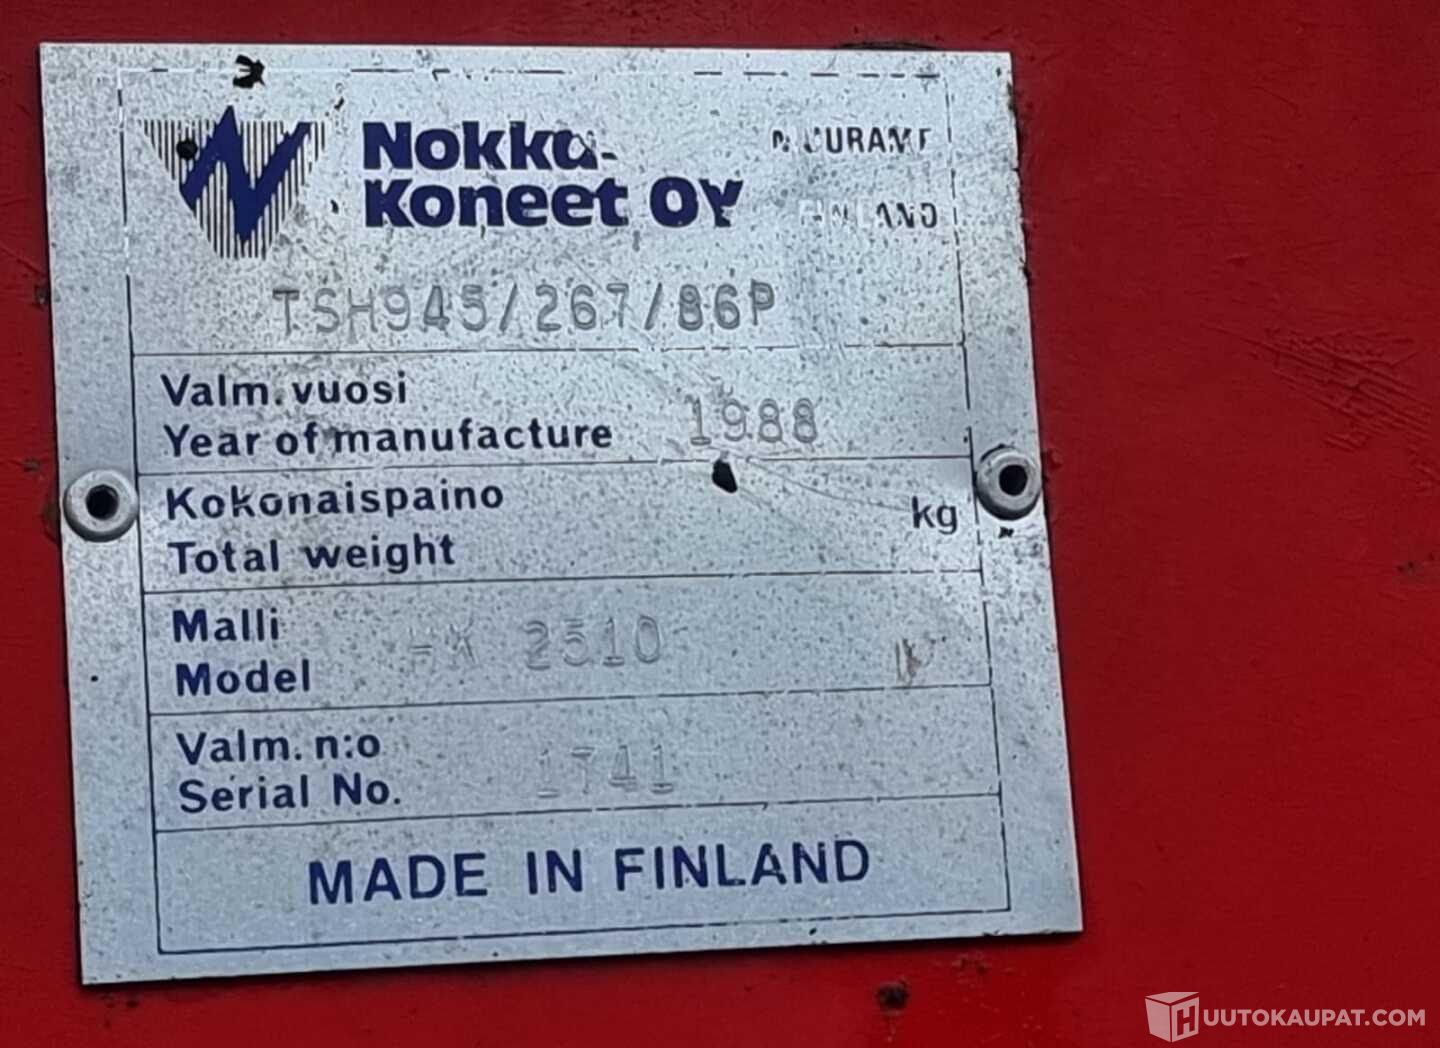 Nokka-
Koneet OY
FINLAND
TSH945/267/86P
Valm. vuosi
Year of manufacture 1988
Kokonaispaino
kg
Total weight
Malli
Model HK 2510
Valm. n:o
Serial No. 1741
MADE IN FINLAND
HUUTOKAUPAT.COM